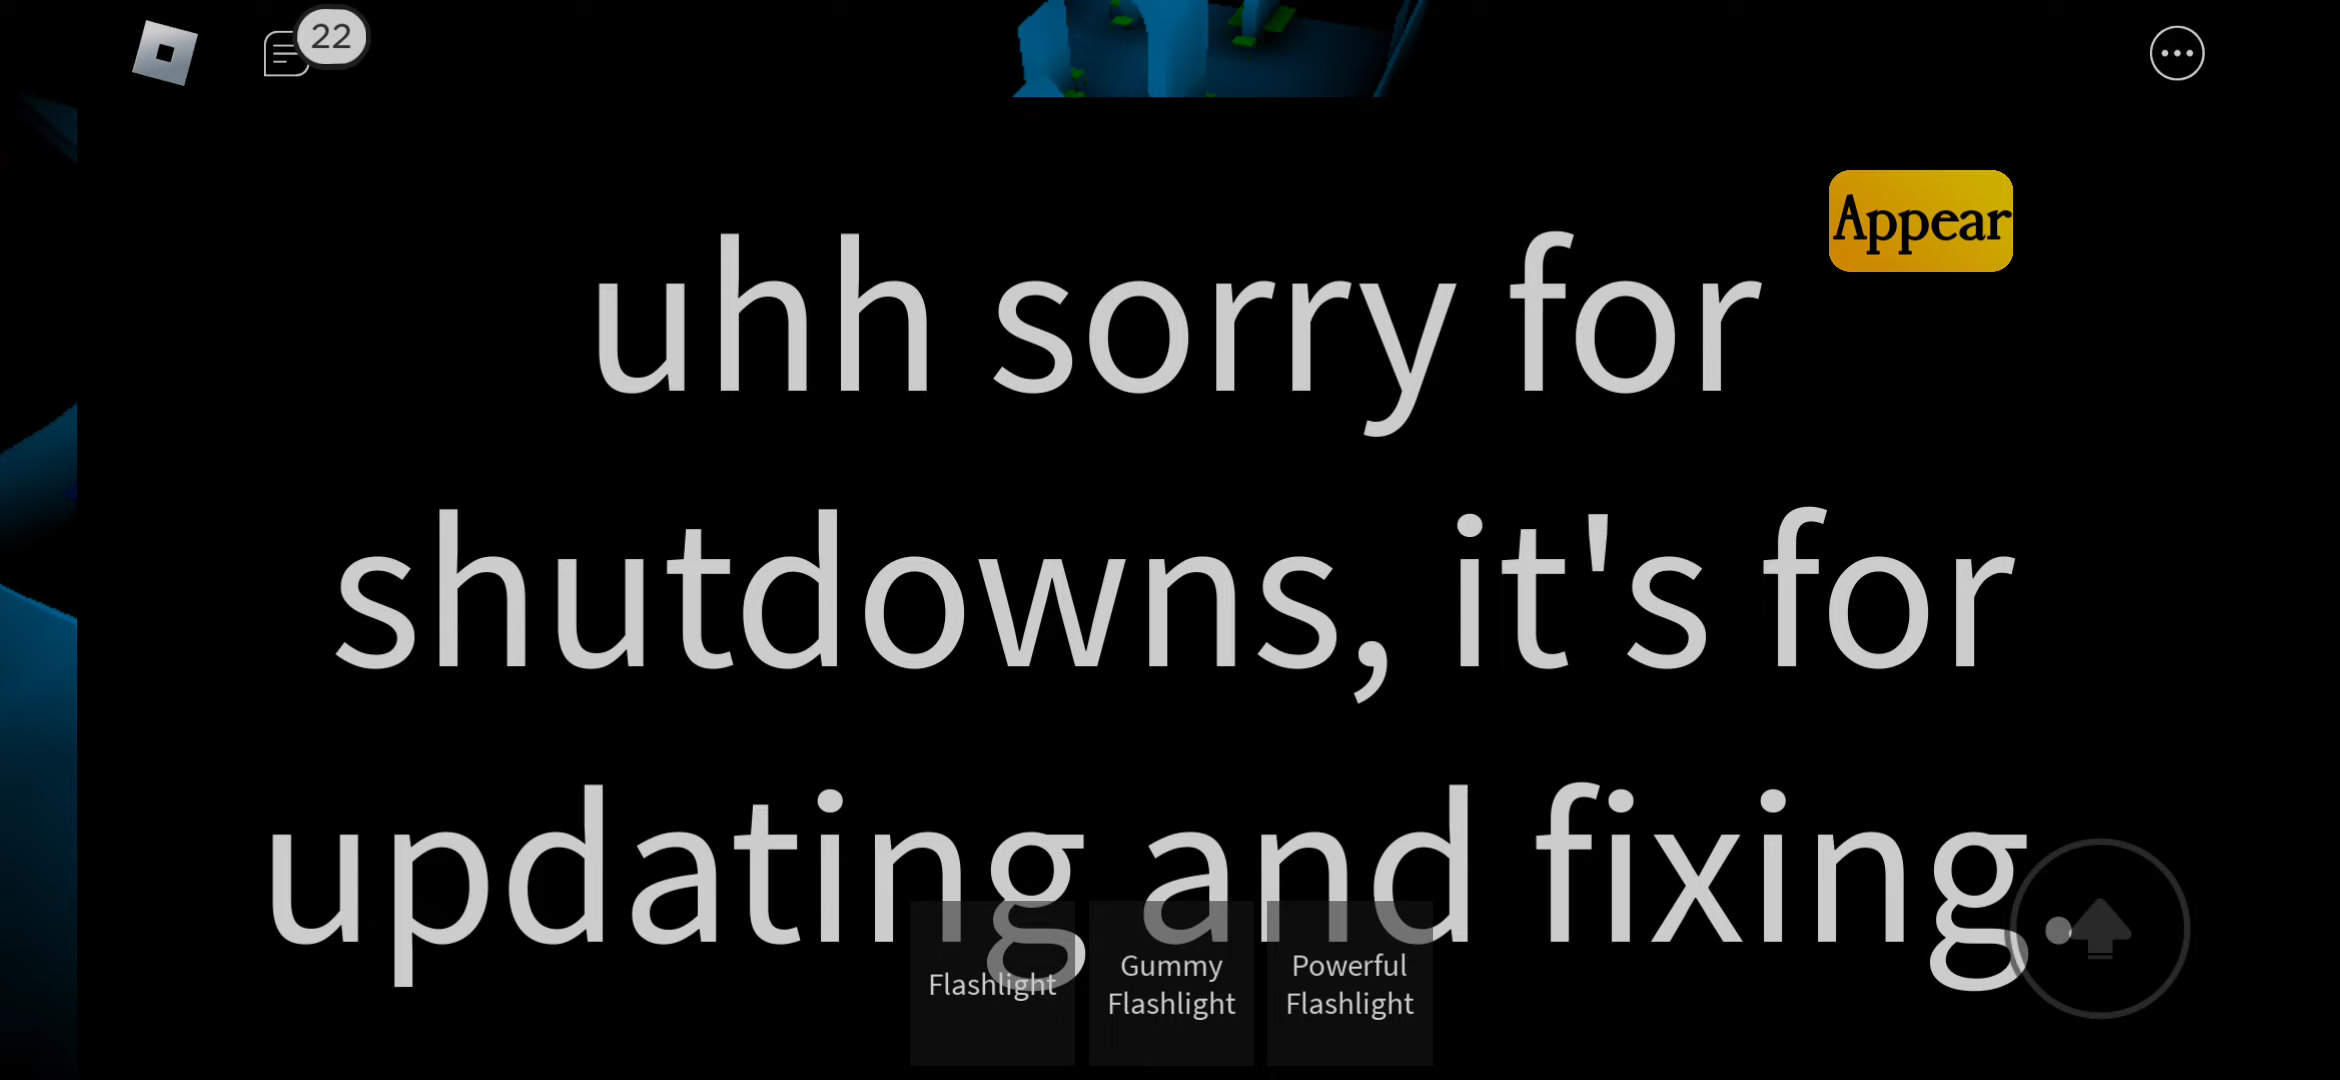 22
Appear
uhh sorry for
shutdowns, it's for
updating and fixing.
Flashlight
Gummy
Flashlight
Powerful
Flashlight